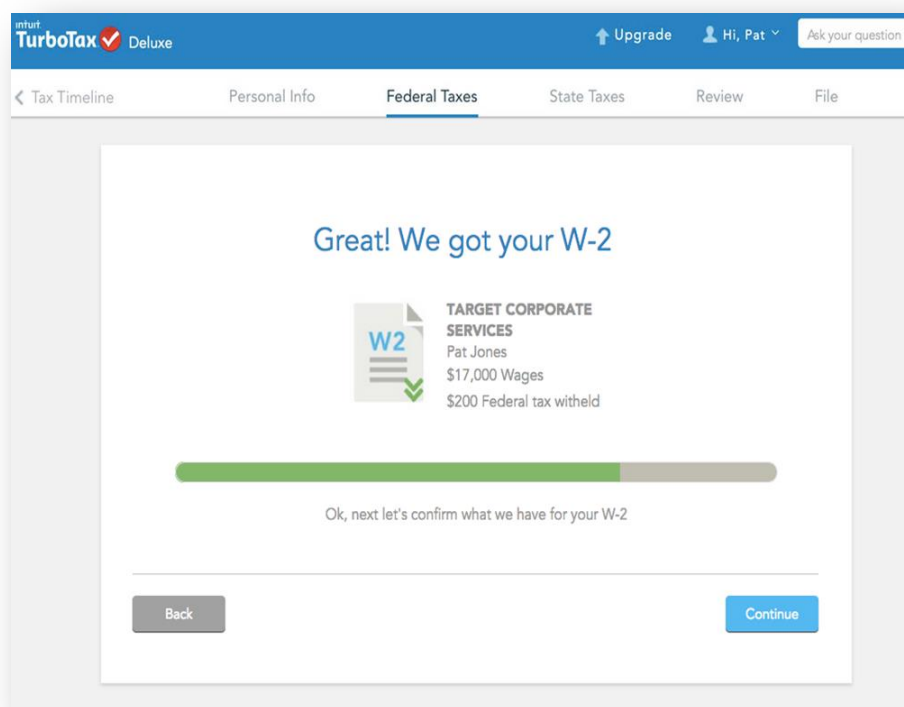 intuit
TurboTax Deluxe
Upgrade
Hi, Pat
Ask your question
Tax Timeline
Personal Info
Federal Taxes
State Taxes
Review
File
Great! We got your W-2
W2
TARGET CORPORATE
SERVICES
Pat Jones
$17,000 Wages
$200 Federal tax witheld
Ok, next let's confirm what we have for your W-2
Back
Continue